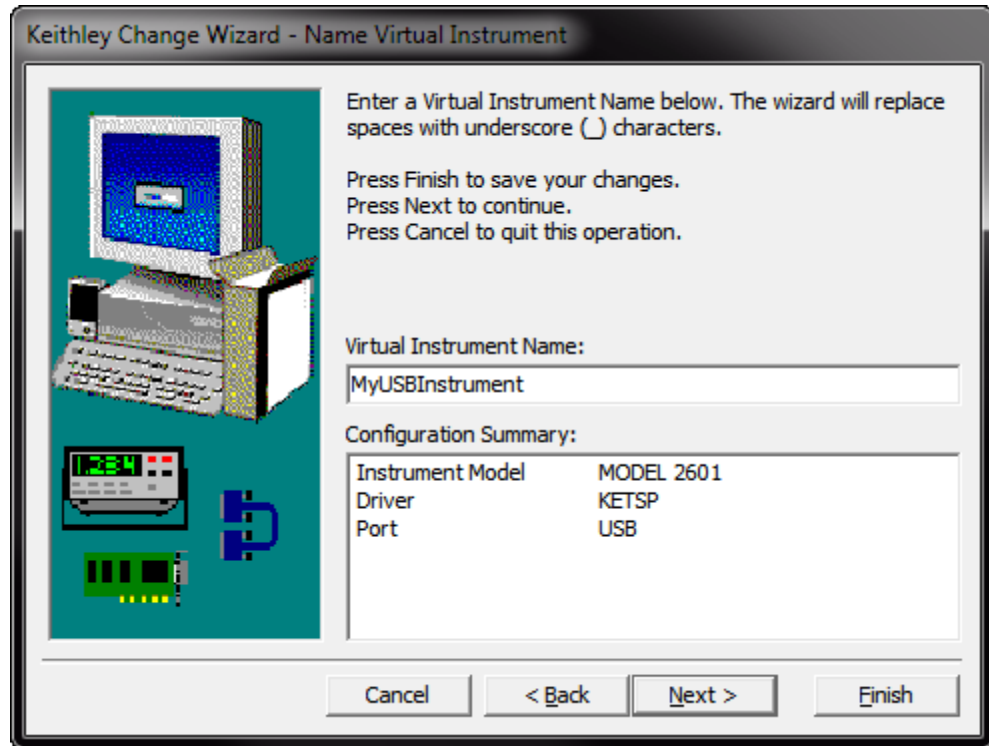 Keithley Change Wizard - Name Virtual Instrument
Enter a Virtual Instrument Name below. The wizard will replace
spaces with underscore (_) characters.
Press Finish to save your changes.
Press Next to continue.
Press Cancel to quit this operation.
Virtual Instrument Name:
MyUSBInstrument
Configuration Summary:
Instrument Model MODEL 2601
Driver KETSP
Port USB
1.234
Cancel < Back Next > Finish